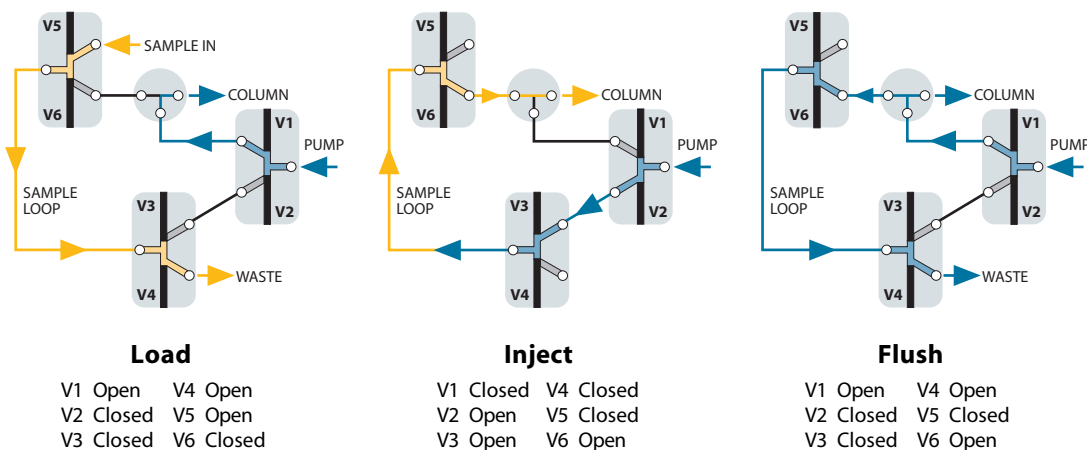 V5
SAMPLE IN
V6
COLUMN
V1
PUMP
SAMPLE
LOOP
V3
V2
WASTE
V4
Load
V1 Open V4 Open
V2 Closed V5 Open
V3 Closed V6 Closed
V5
V6
COLUMN
V1
PUMP
SAMPLE
LOOP
V3
V2
V4
Inject
V1 Closed V4 Closed
V2 Open V5 Closed
V3 Open V6 Open
V5
V6
COLUMN
V1
PUMP
SAMPLE
LOOP
V3
V2
WASTE
V4
Flush
V1 Open V4 Open
V2 Closed V5 Closed
V3 Closed V6 Open